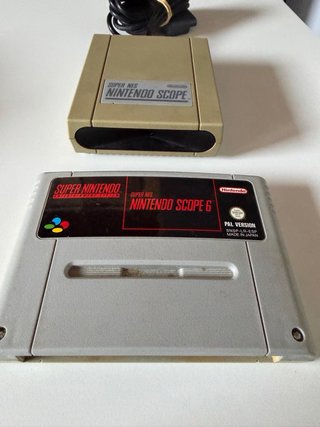 SUPER NES
NINTENDO SCOPE
SUPER NINTENDO
ENTERTAINMENT SYSTEM
SUPER NES
NINTENDO SCOPE 6
Nintendo
PAL VERSION
SNSP-LR-ESP
MADE IN JAPAN